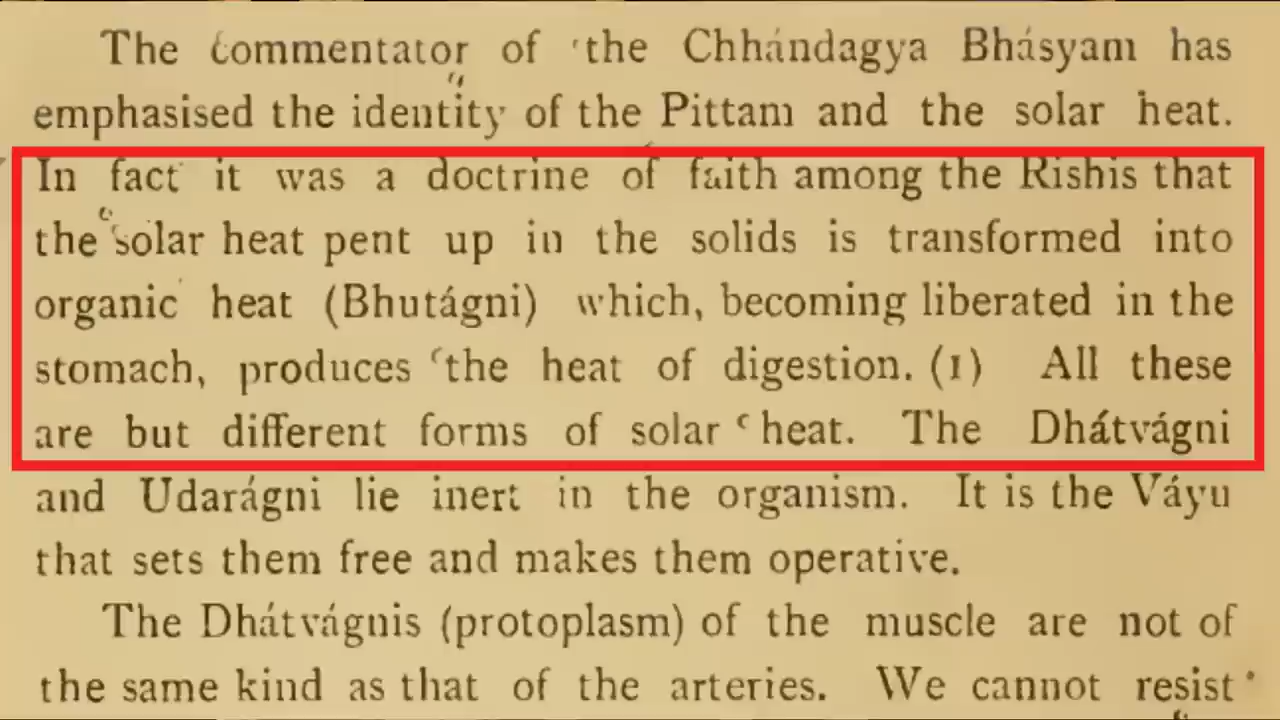 The commentator of the Chhándagya Bhásyam has
emphasised the identity of the Pittam and the solar heat.
In fact it was a doctrine of faith among the Rishis that
the solar heat pent up in the solids is transformed into
organic heat (Bhutágni) which, becoming liberated in the
stomach, produces the heat of digestion. (1) All these
are but different forms of solar heat. The Dhátvágni
and Udarágni lie inert in the organism. It is the Váyu
that sets them free and makes them operative.
The Dhátvágnis (protoplasm) of the muscle are not of
the same kind as that of the arteries. We cannot resist